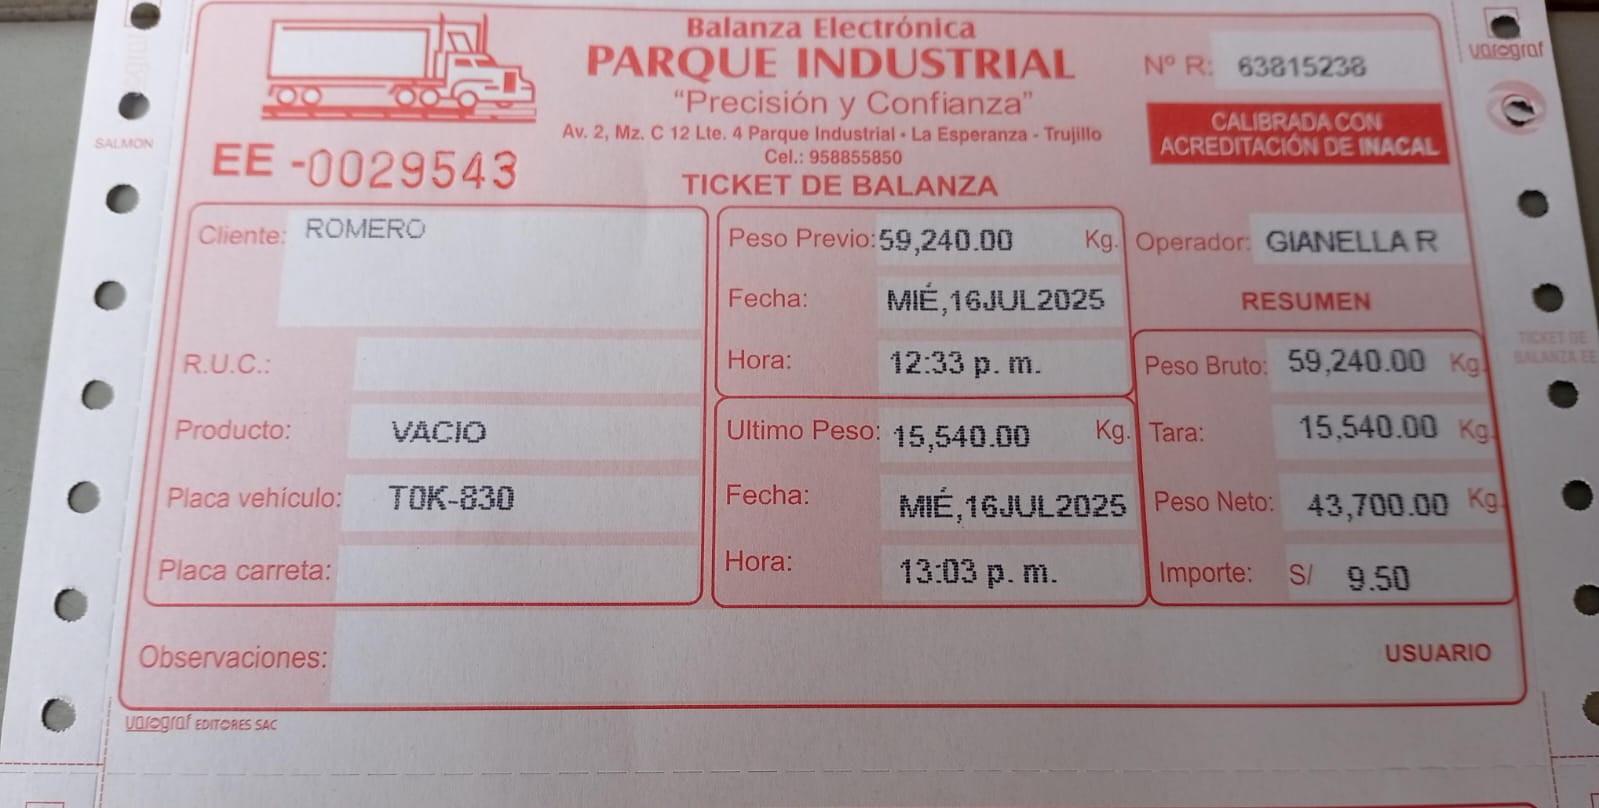 Balanza Electrónica
PARQUE INDUSTRIAL
“Precisión y Confianza”
Av. 2, Mz. C 12 Lte. 4 Parque Industrial • La Esperanza - Trujillo
Cel.: 958855850
TICKET DE BALANZA
EE -0029543
Nº R: 63815238
CALIBRADA CON
ACREDITACIÓN DE INACAL
varograf
SALMON
Cliente: ROMERO
R.U.C.:
Producto: VACIO
Placa vehículo: T0K-830
Placa carreta:
Peso Previo: 59,240.00 Kg.
Fecha: MIÉ,16JUL2025
Hora: 12:33 p. m.
Ultimo Peso: 15,540.00 Kg.
Fecha: MIÉ,16JUL2025
Hora: 13:03 p. m.
Operador: GIANELLA R
RESUMEN
Peso Bruto: 59,240.00 Kg.
Tara: 15,540.00 Kg.
Peso Neto: 43,700.00 Kg.
Importe: S/ 9.50
TICKET DE
BALANZA EE
Observaciones:
USUARIO
varograf EDITORES SAC